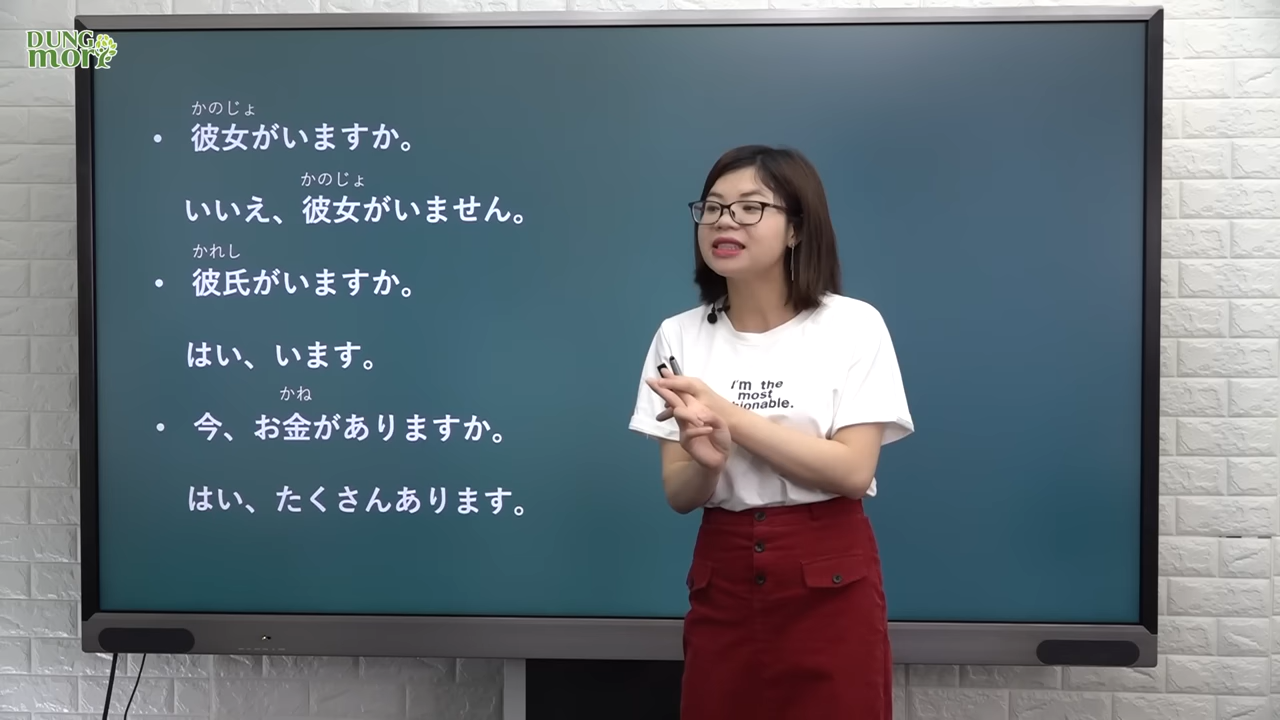 DUNG
mori
かのじょ
・彼女がいますか。
かのじょ
いいえ、彼女がいません。
かれし
・彼氏がいますか。
はい、います。
かね
・今、お金がありますか。
はい、たくさんあります。
I'm the
most